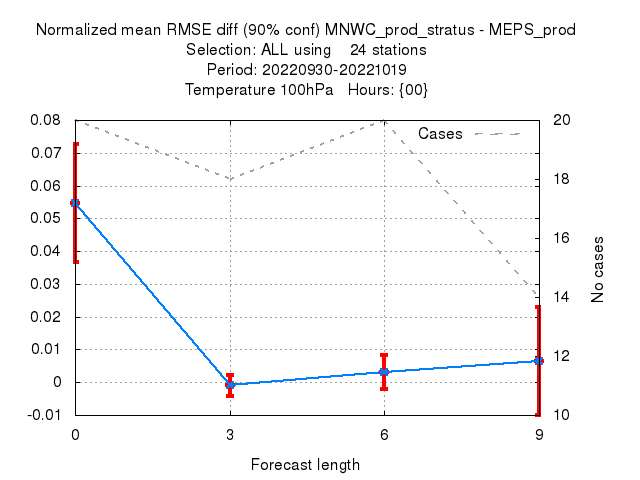 Normalized mean RMSE diff (90% conf) MNWC_prod_stratus - MEPS_prod
Selection: ALL using    24 stations
Period: 20220930-20221019
Temperature 100hPa   Hours: {00}
Cases
0.08
0.07
0.06
0.05
0.04
0.03
0.02
0.01
0
-0.01
20
18
16
14
12
10
No cases
0
3
6
9
Forecast length